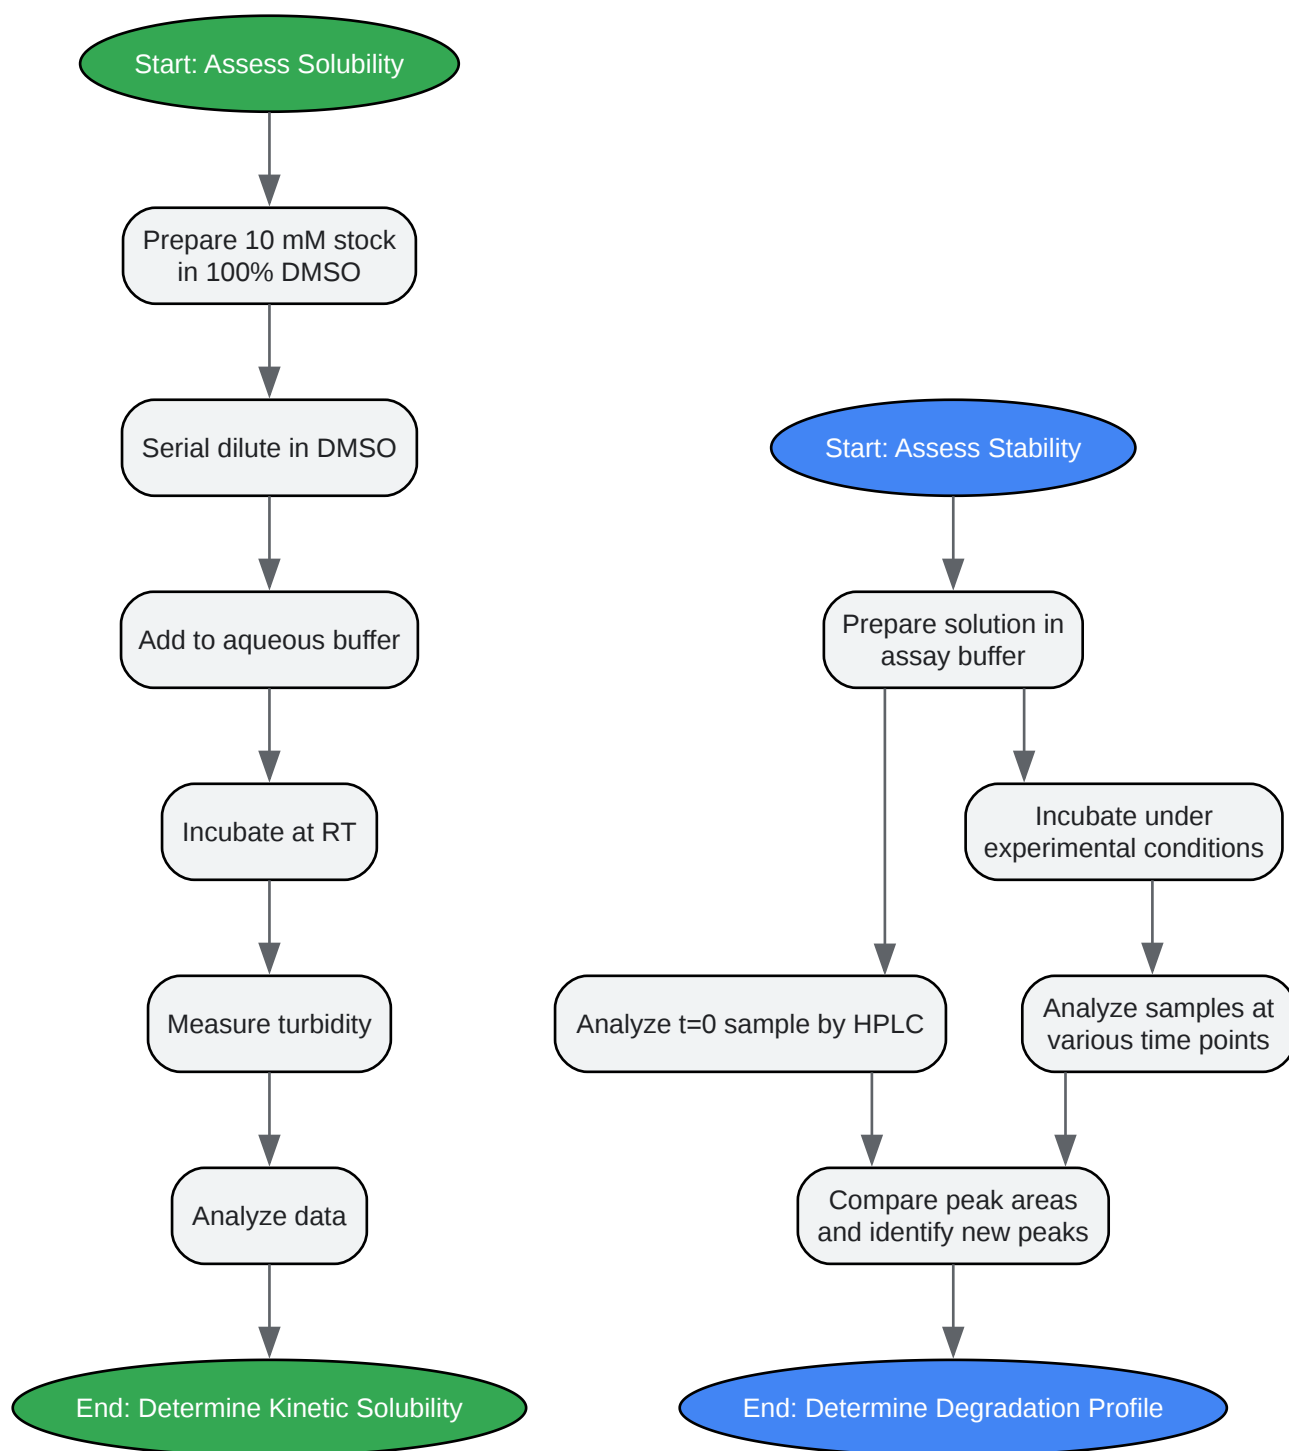 Start: Assess Solubility
Prepare 10 mM stock
in 100% DMSO
Serial dilute in DMSO
Add to aqueous buffer
Incubate at RT
Measure turbidity
Analyze data
End: Determine Kinetic Solubility
Start: Assess Stability
Prepare solution in
assay buffer
Incubate under
experimental conditions
Analyze t=0 sample by HPLC
Analyze samples at
various time points
Compare peak areas
and identify new peaks
End: Determine Degradation Profile